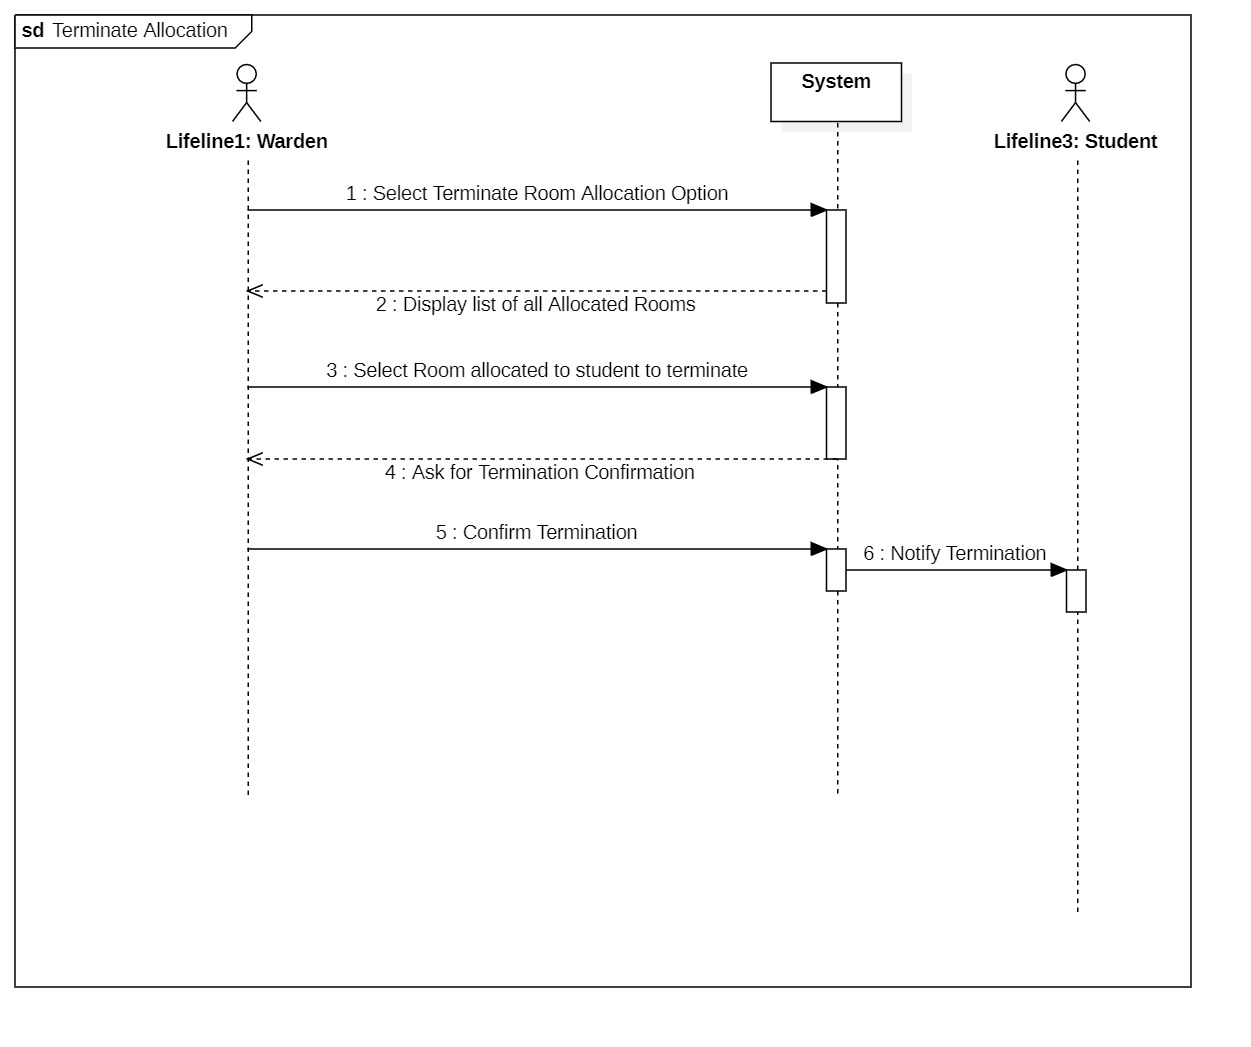 sd Terminate Allocation
System
Lifeline1: Warden
Lifeline3: Student
1 : Select Terminate Room Allocation Option
2 : Display list of all Allocated Rooms
3 : Select Room allocated to student to terminate
4 : Ask for Termination Confirmation
5 : Confirm Termination
6 : Notify Termination